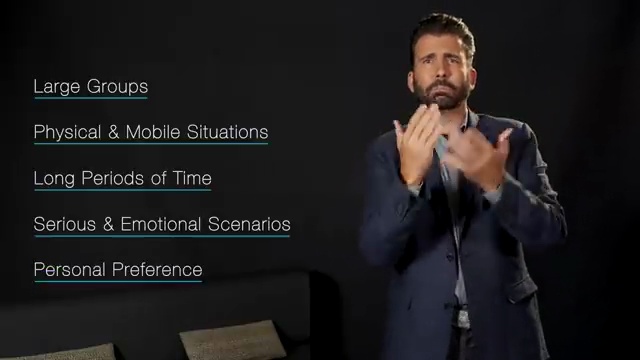 Large Groups
Physical & Mobile Situations
Long Periods of Time
Serious & Emotional Scenarios
Personal Preference